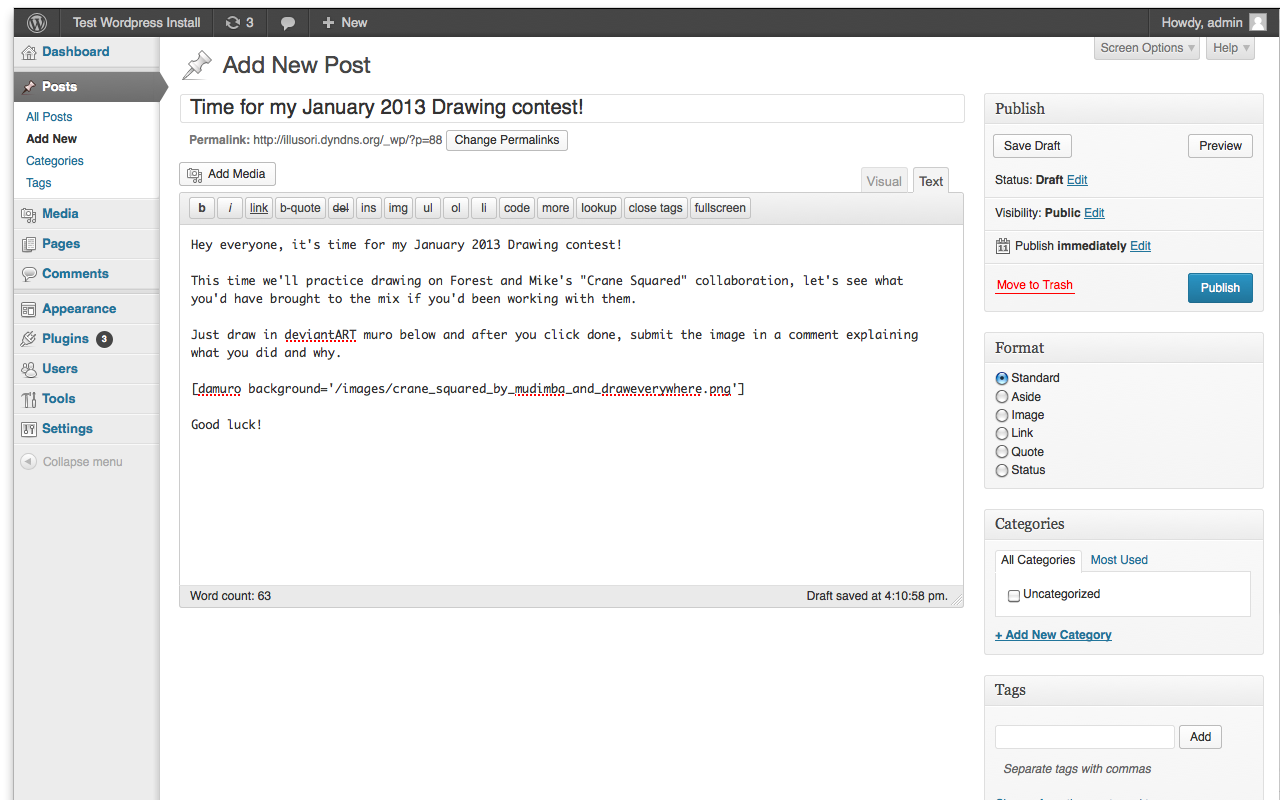 Test Wordpress Install 3 + New Howdy, admin
Screen Options Help
Dashboard
Posts
All Posts
Add New
Categories
Tags
Media
Pages
Comments
Appearance
Plugins 3
Users
Tools
Settings
Collapse menu
Add New Post
Time for my January 2013 Drawing contest!
Permalink: http://illusori.dyndns.org/_wp/?p=88 Change Permalinks
Add Media
Visual Text
b i link b-quote del ins img ul ol li code more lookup close tags fullscreen
Hey everyone, it's time for my January 2013 Drawing contest!
This time we'll practice drawing on Forest and Mike's "Crane Squared" collaboration, let's see what
you'd have brought to the mix if you'd been working with them.
Just draw in deviantART muro below and after you click done, submit the image in a comment explaining
what you did and why.
[damuro background='/images/crane_squared_by_mudimba_and_draweverywhere.png']
Good luck!
Word count: 63 Draft saved at 4:10:58 pm.
Publish
Save Draft Preview
Status: Draft Edit
Visibility: Public Edit
11 Publish immediately Edit
Move to Trash Publish
Format
Standard
Aside
Image
Link
Quote
Status
Categories
All Categories Most Used
Uncategorized
+ Add New Category
Tags
Add
Separate tags with commas